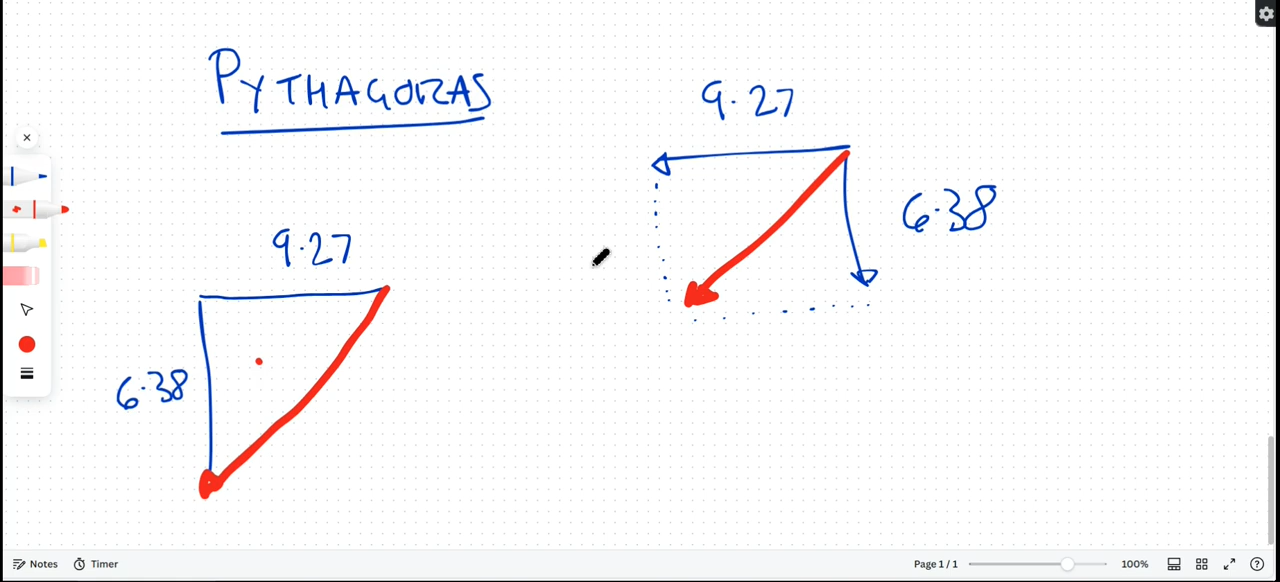 PYTHAGORAS
9.27
6.38
9.27
6.38
Notes
Timer
Page 1 / 1
100%